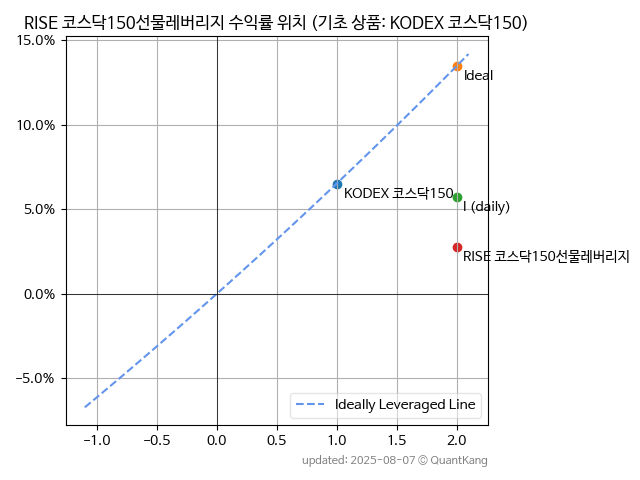 RISE 코스닥150선물레버리지 수익률 위치 (기초 상품: KODEX 코스닥150)
15.0%
Ideal
10.0%
KODEX 코스닥150
5.0%
I (daily)
RISE 코스닥150선물레버리지
0.0%
−5.0%
Ideally Leveraged Line
−1.0 −0.5 0.0 0.5 1.0 1.5 2.0
updated: 2025-08-07 © QuantKang